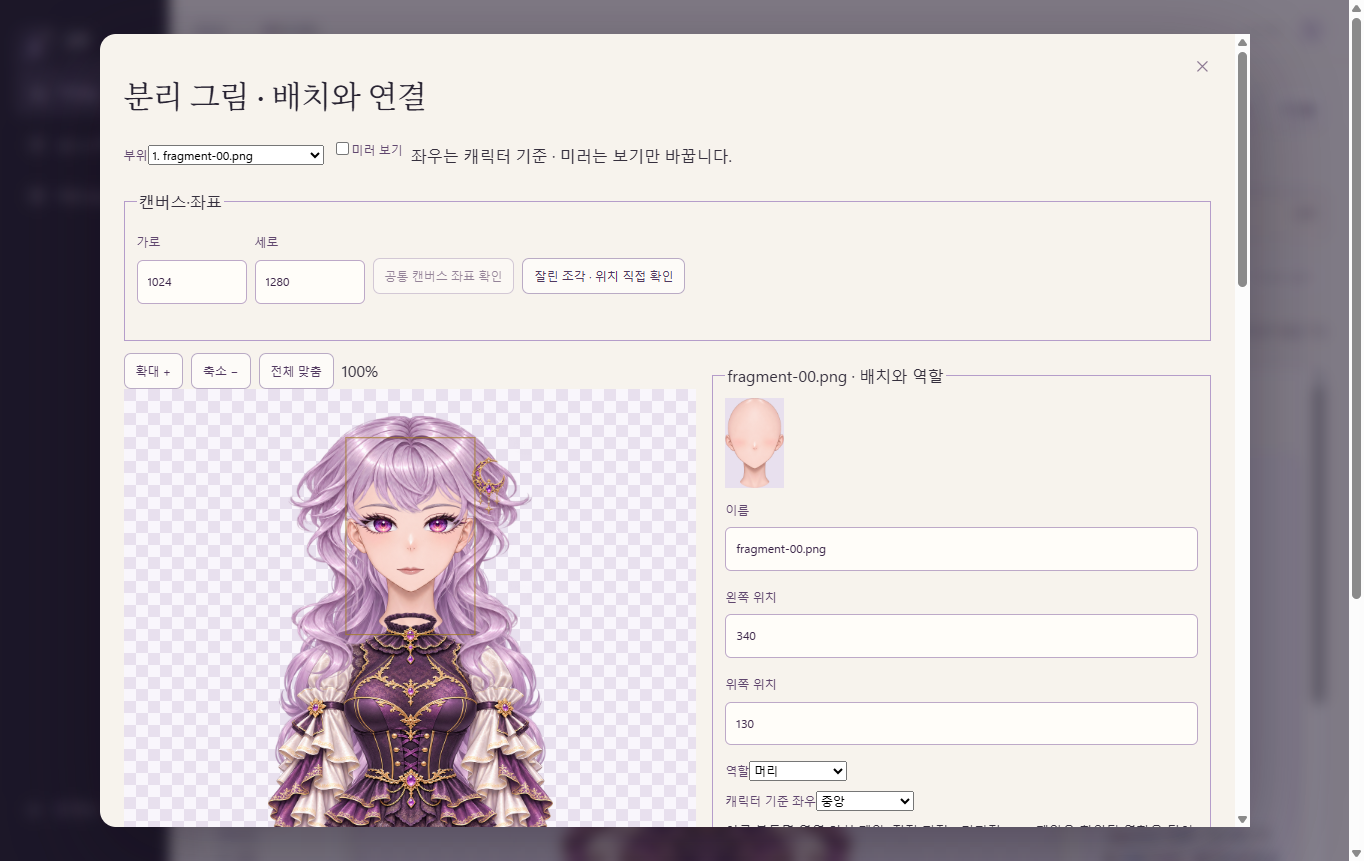 분리 그림 · 배치와 연결
부위 1. fragment-00.png 미러 보기 좌우는 캐릭터 기준 · 미러는 보기만 바꿉니다.
캔버스·좌표
가로 세로
1024 1280 공통 캔버스 좌표 확인 잘린 조각 · 위치 직접 확인
확대 + 축소 − 전체 맞춤 100%
fragment-00.png · 배치와 역할
이름
fragment-00.png
왼쪽 위치
340
위쪽 위치
130
역할 머리
캐릭터 기준 좌우 중앙